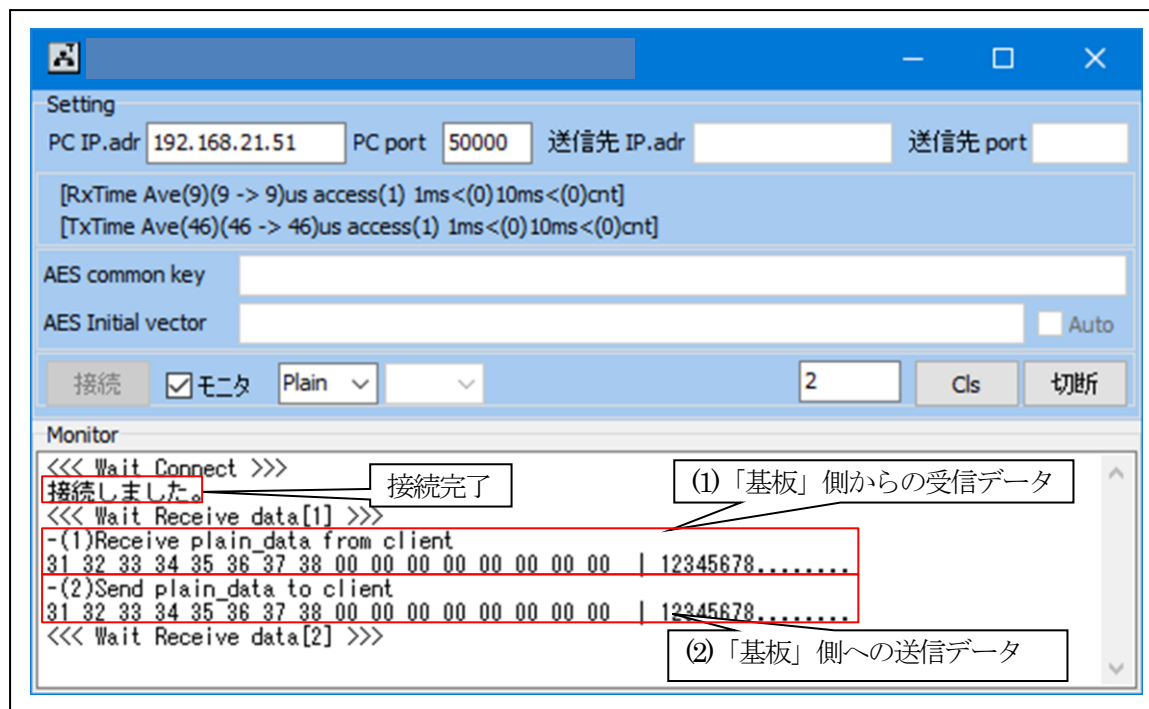 Setting
PC IP.adr 192.168.21.51 PC port 50000 送信先 IP.adr 送信先 port
[RxTime Ave(9)(9 -> 9)us access(1) 1ms<(0)10ms<(0)cnt]
[TxTime Ave(46)(46 -> 46)us access(1) 1ms<(0)10ms<(0)cnt]
AES common key
AES Initial vector Auto
接続 モニタ Plain 2 Cls 切断
Monitor
<<< Wait Connect >>>
接続しました。 接続完了 (1)「基板」側からの受信データ
<<< Wait Receive data[1] >>>
-(1)Receive plain_data from client
31 32 33 34 35 36 37 38 00 00 00 00 00 00 00 00 | 12345678........
-(2)Send plain_data to client
31 32 33 34 35 36 37 38 00 00 00 00 00 00 00 00 | 12345678........
<<< Wait Receive data[2] >>>
(2)「基板」側への送信データ